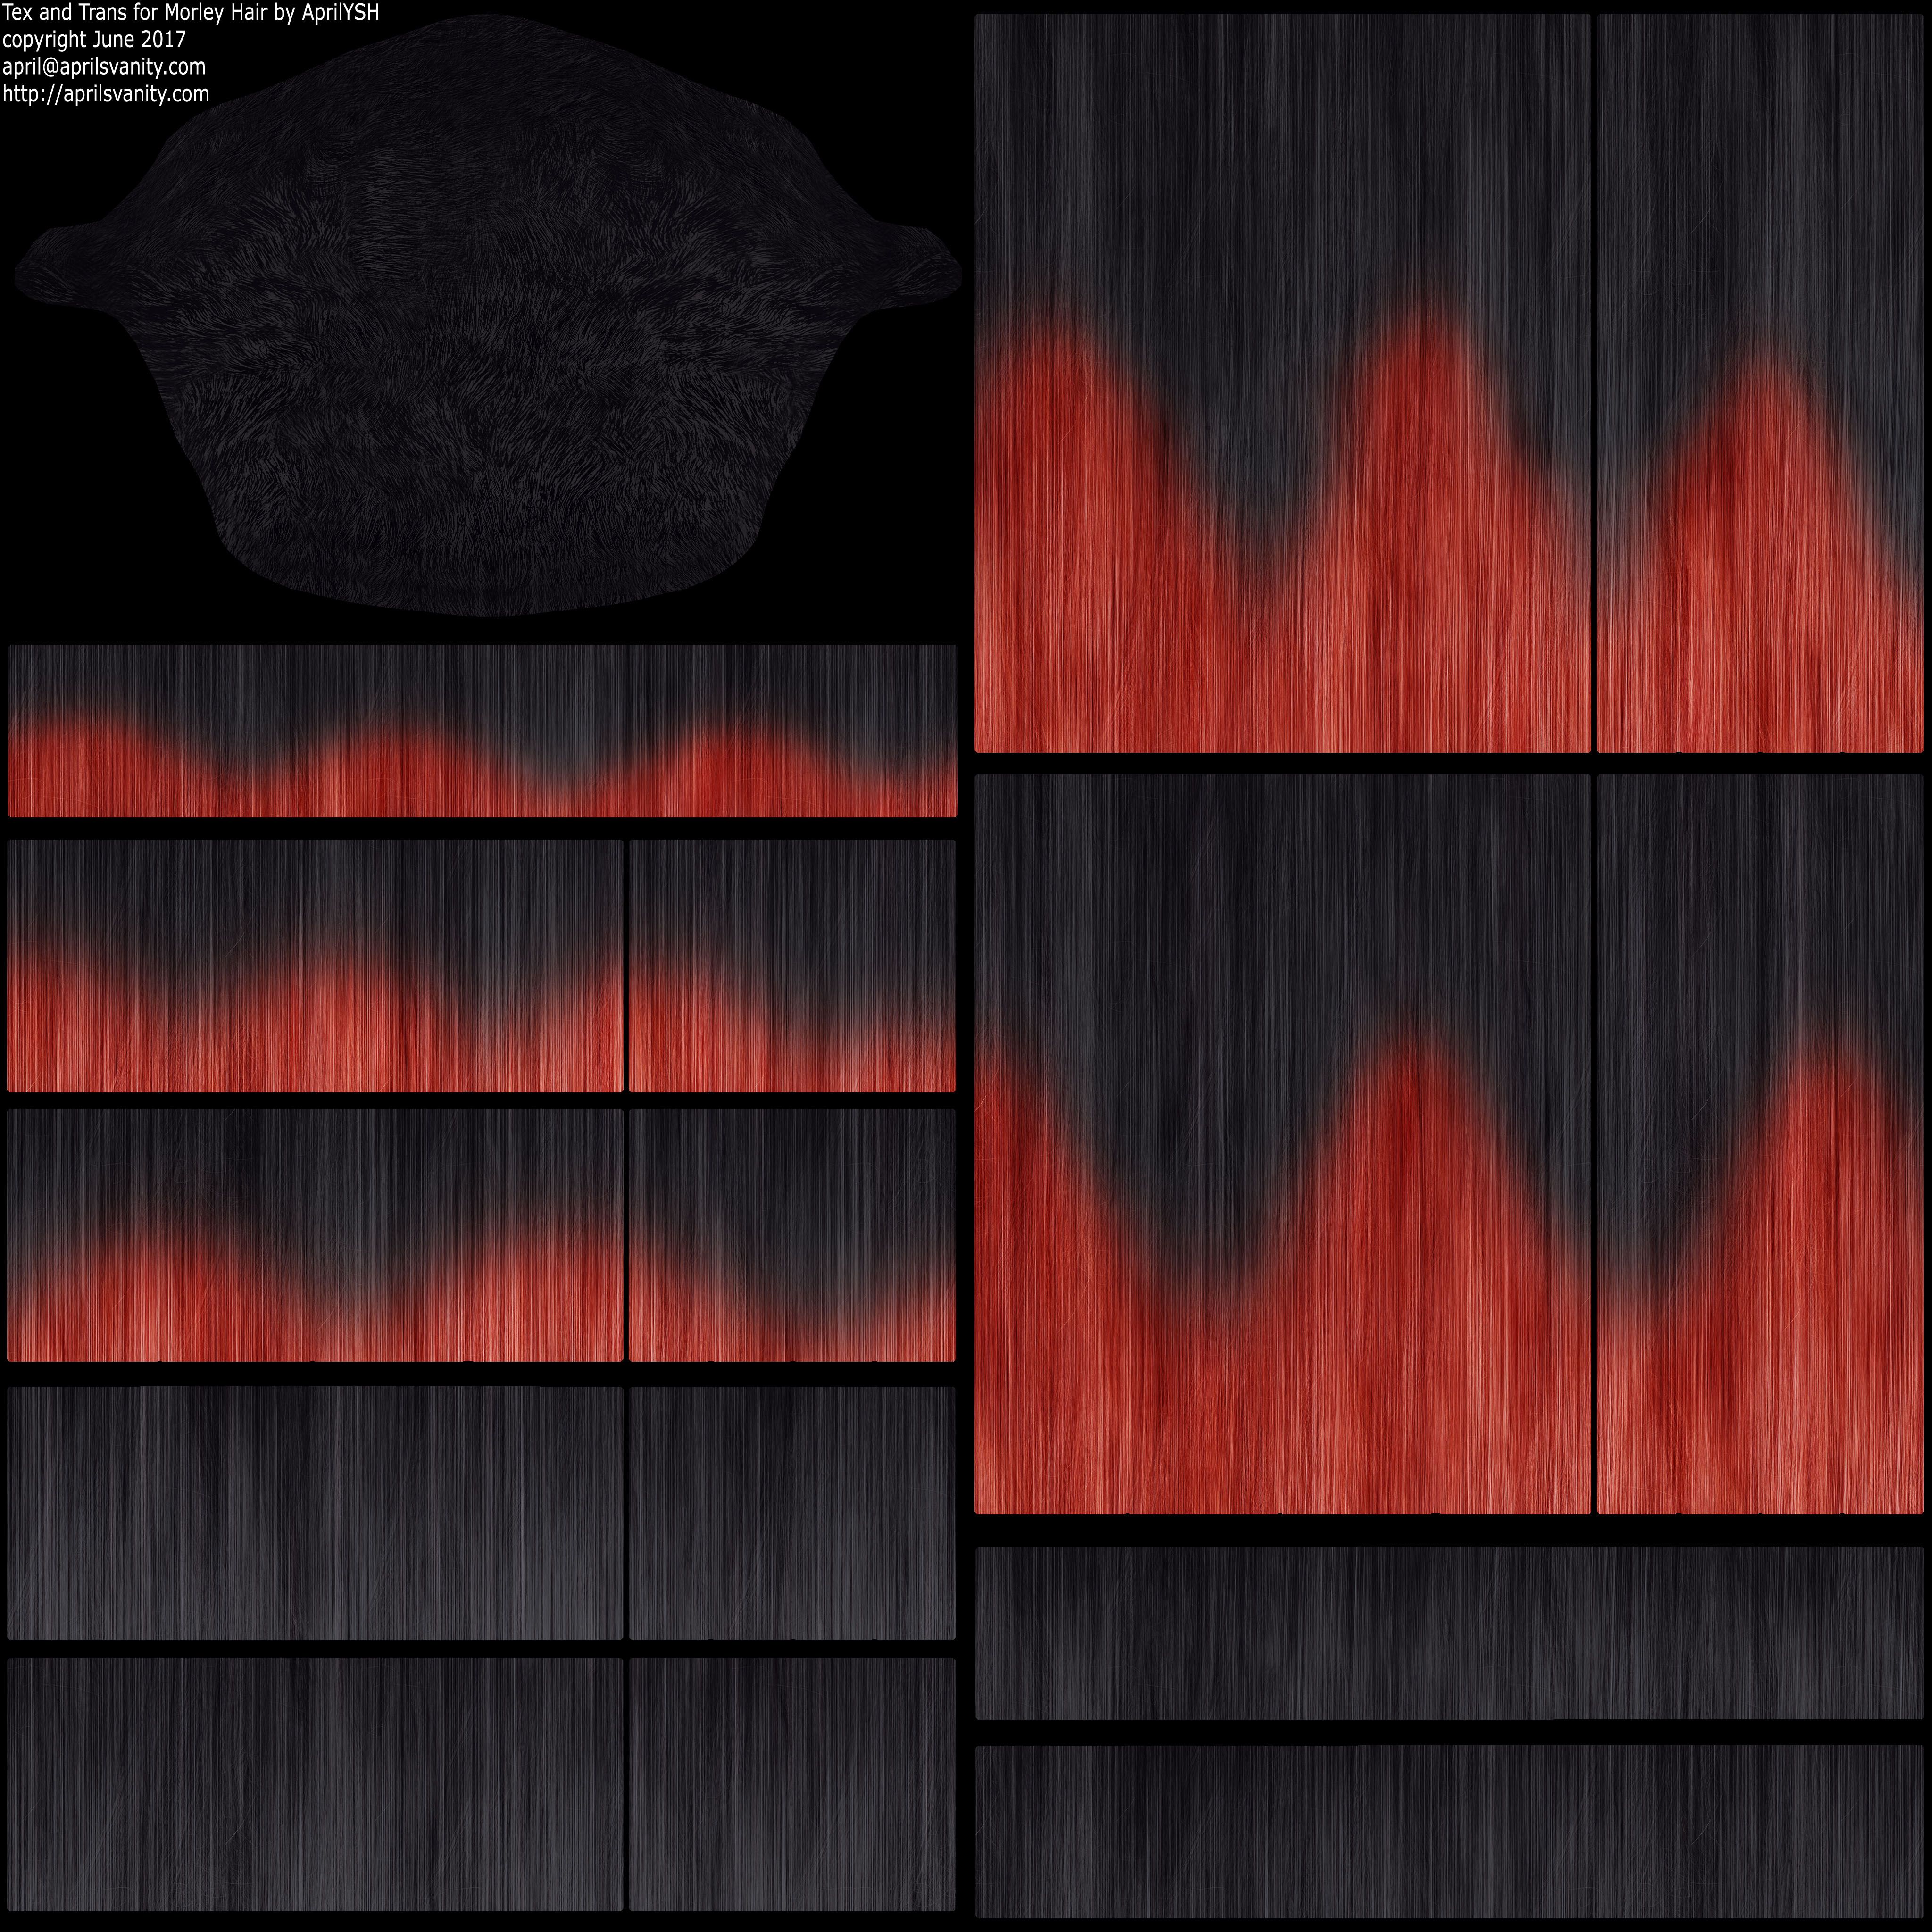 Tex and Trans for Morley Hair by AprilYSH
copyright June 2017
april@aprilsvanity.com
http://aprilsvanity.com